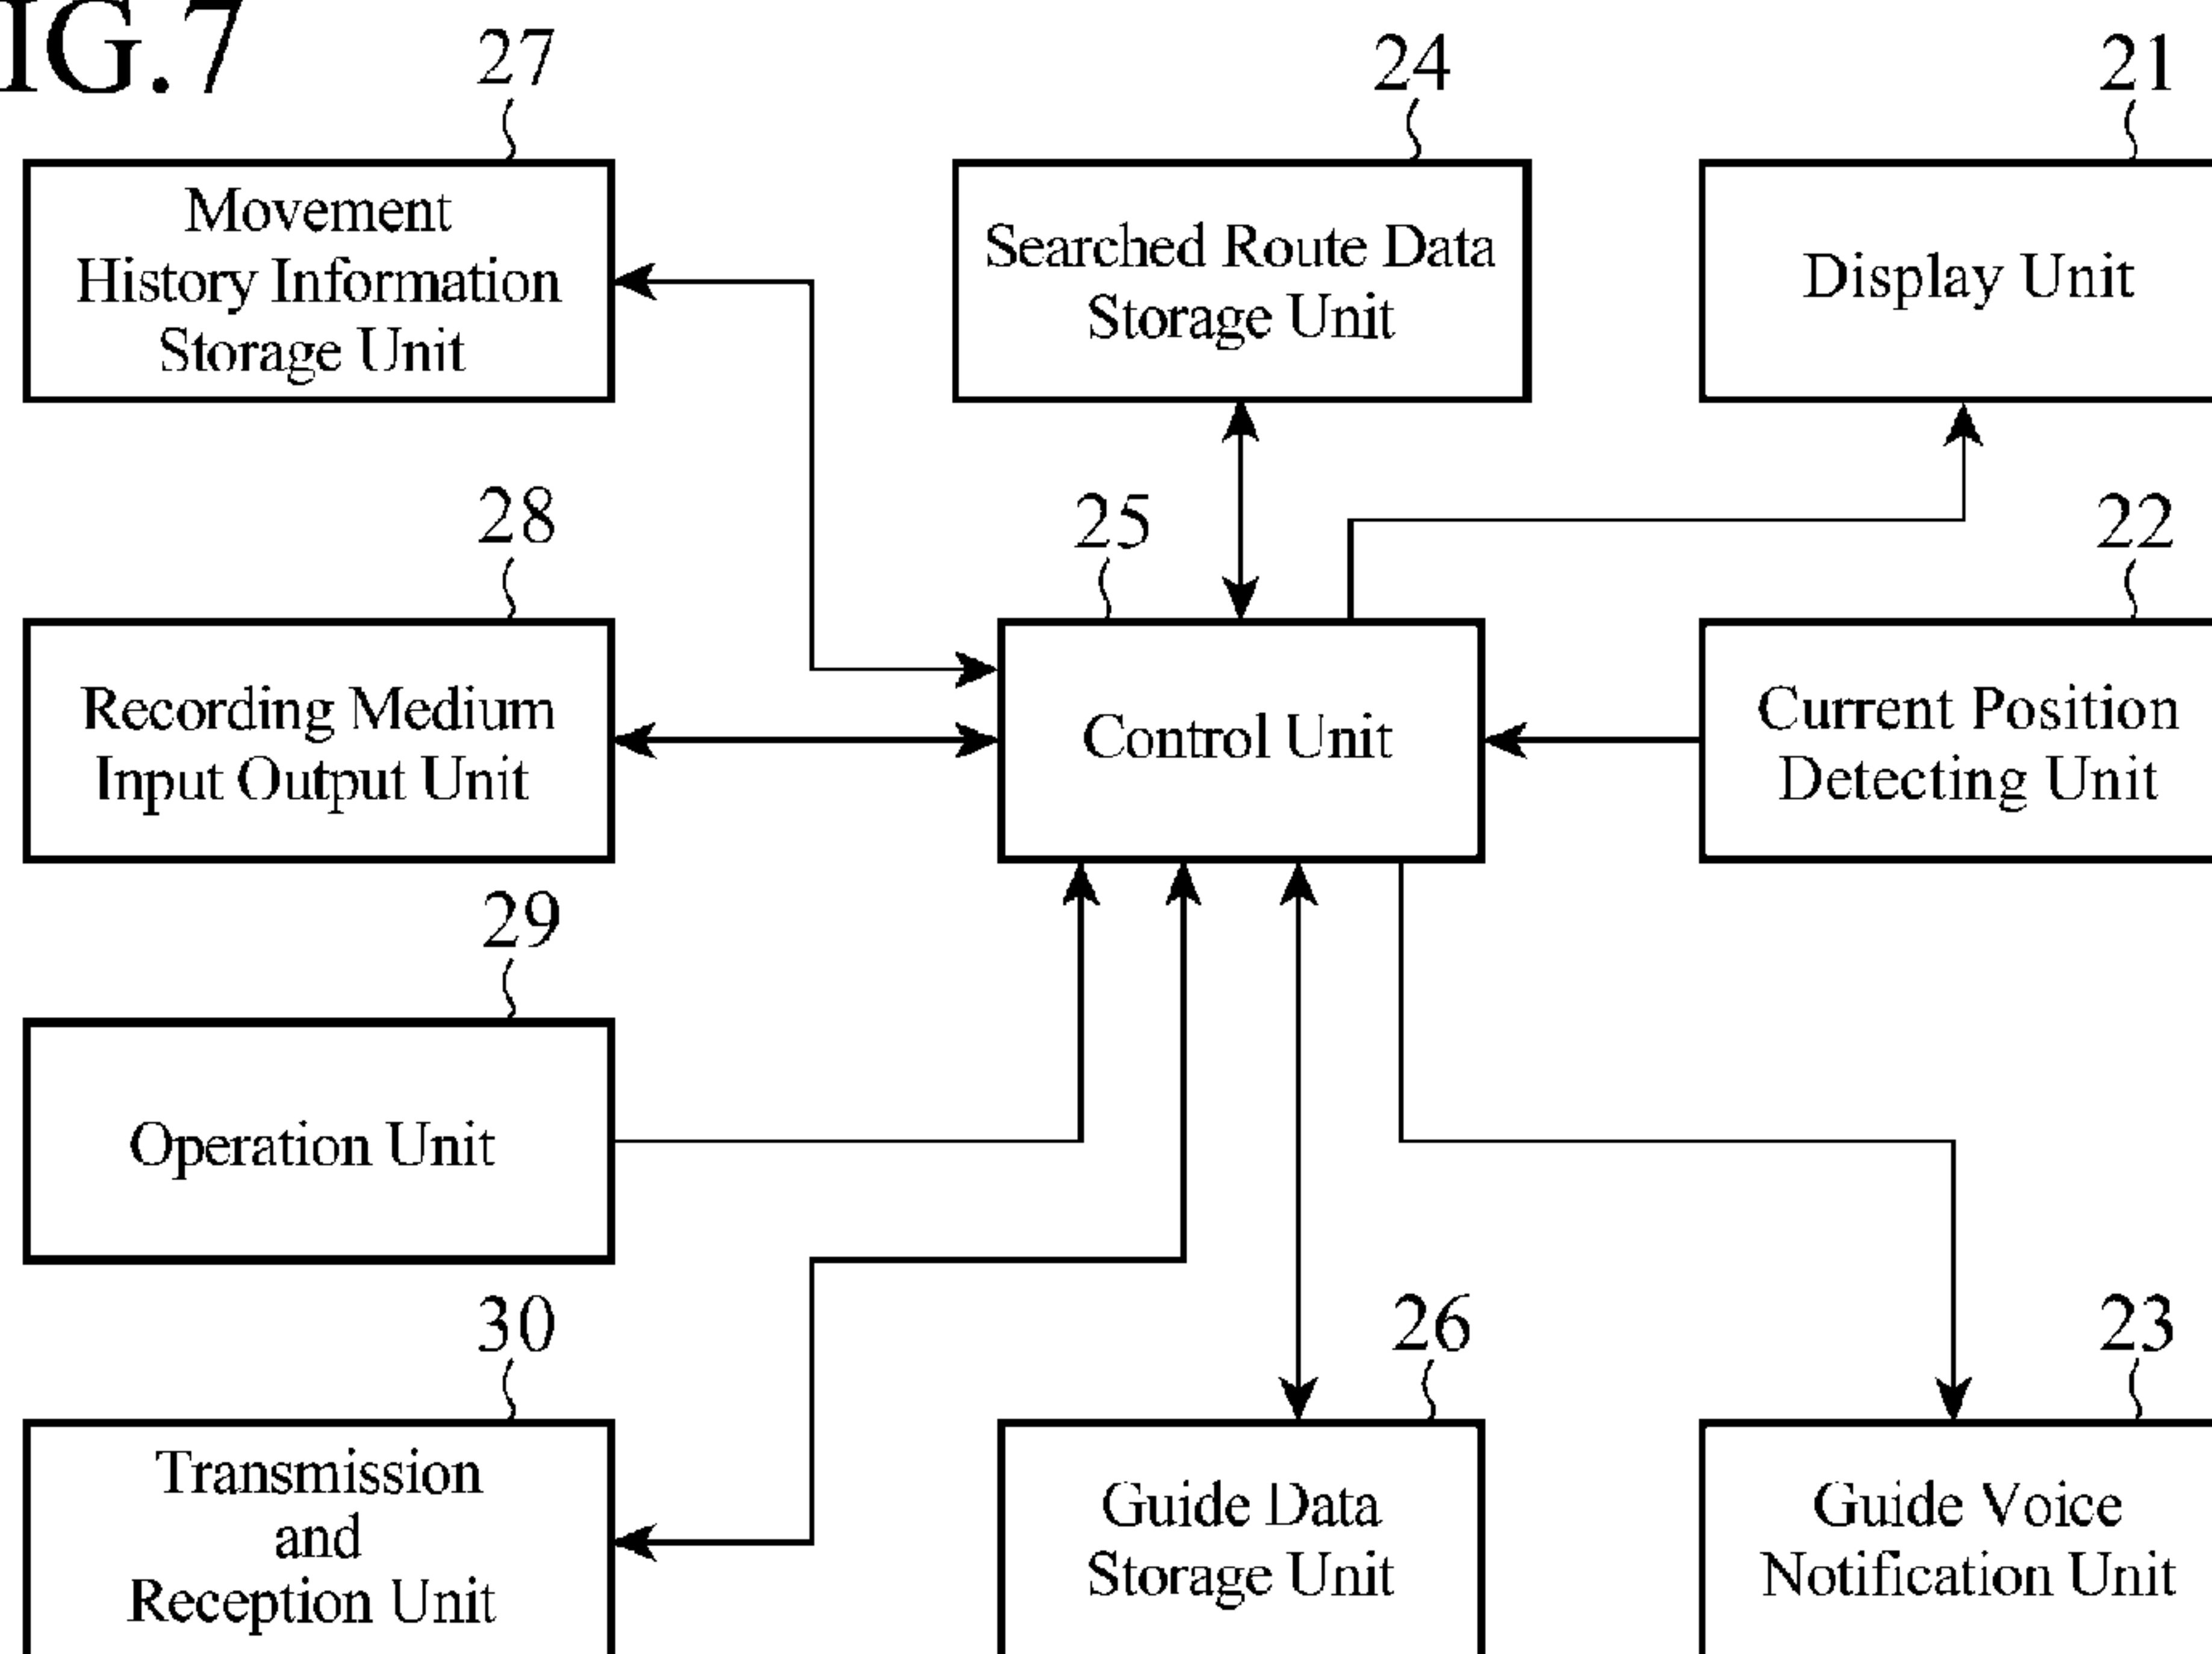 IG.7
27
24
21
Movement
History Information
Storage Unit
Searched Route Data
Storage Unit
Display Unit
28
25
22
Recording Medium
Input Output Unit
Control Unit
Current Position
Detecting Unit
29
Operation Unit
30
26
23
Transmission
and
Reception Unit
Guide Data
Storage Unit
Guide Voice
Notification Unit